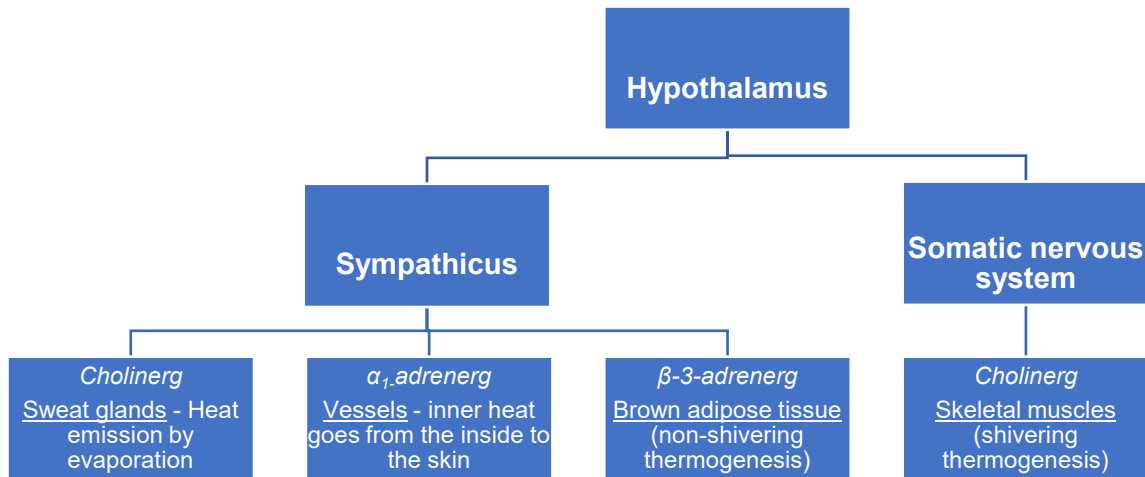 Hypothalamus
Sympathicus
Somatic nervous
system
Cholinerg
Sweat glands - Heat
emission by
evaporation
α1-adrenerg
Vessels - inner heat
goes from the inside to
the skin
β-3-adrenerg
Brown adipose tissue
(non-shivering
thermogenesis)
Cholinerg
Skeletal muscles
(shivering
thermogenesis)